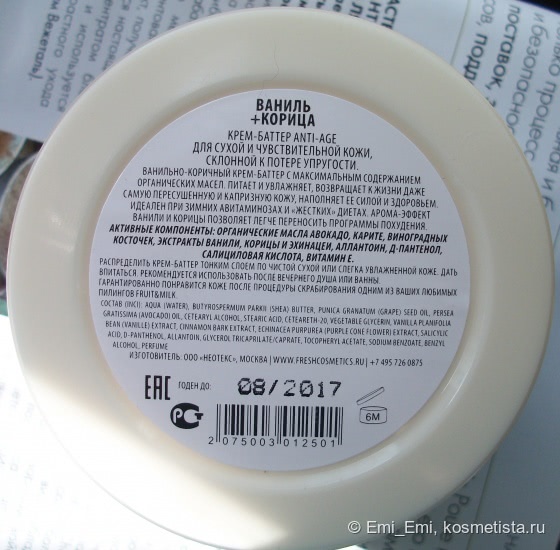 ВАНИЛЬ
+КОРИЦА
КРЕМ-БАТТЕР ANTI-AGE
ДЛЯ СУХОЙ И ЧУВСТВИТЕЛЬНОЙ КОЖИ,
СКЛОННОЙ К ПОТЕРЕ УПРУГОСТИ.
ВАНИЛЬНО-КОРИЧНЫЙ КРЕМ-БАТТЕР С МАКСИМАЛЬНЫМ СОДЕРЖАНИЕМ
ОРГАНИЧЕСКИХ МАСЕЛ. ПИТАЕТ И УВЛАЖНЯЕТ, ВОЗВРАЩАЕТ К ЖИЗНИ ДАЖЕ
САМУЮ ПЕРЕСУШЕННУЮ И КАПРИЗНУЮ КОЖУ, НАПОЛНЯЕТ ЕЕ СИЛОЙ И ЗДОРОВЬЕМ.
ИДЕАЛЕН ПРИ ЗИМНИХ АВИТАМИНОЗАХ И «ЖЕСТКИХ» ДИЕТАХ. АРОМА-ЭФФЕКТ
ВАНИЛИ И КОРИЦЫ ПОЗВОЛЯЕТ ЛЕГЧЕ ПЕРЕНОСИТЬ ПРОГРАММЫ ПОХУДЕНИЯ.
АКТИВНЫЕ КОМПОНЕНТЫ: ОРГАНИЧЕСКИЕ МАСЛА АВОКАДО, КАРИТЕ, ВИНОГРАДНЫХ
КОСТОЧЕК, ЭКСТРАКТЫ ВАНИЛИ, КОРИЦЫ И ЭХИНАЦЕИ, АЛЛАНТОИН, Д-ПАНТЕНОЛ,
САЛИЦИЛОВАЯ КИСЛОТА, ВИТАМИН Е.
РАСПРЕДЕЛИТЬ КРЕМ-БАТТЕР ТОНКИМ СЛОЕМ ПО ЧИСТОЙ СУХОЙ ИЛИ СЛЕГКА УВЛАЖНЕННОЙ КОЖЕ. ДАТЬ
ВПИТАТЬСЯ. РЕКОМЕНДУЕТСЯ ИСПОЛЬЗОВАТЬ ПОСЛЕ ВЕЧЕРНЕГО ДУША ИЛИ ВАННЫ.
ГАРАНТИРОВАННО ПОНРАВИТСЯ КОЖЕ ПОСЛЕ ПРОЦЕДУРЫ СКРАБИРОВАНИЯ ОДНИМ ИЗ ВАШИХ ЛЮБИМЫХ
ПИЛИНГОВ FRUIT&MILK.
СОСТАВ (INCI): AQUA (WATER), BUTYROSPERMUM PARKII (SHEA) BUTTER, PUNICA GRANATUM (GRAPE) SEED OIL, PERSEA
GRATISSIMA (AVOCADO) OIL, CETEARYL ALCOHOL, STEARIC ACID, CETEARETH-20, VEGETABLE GLYCERIN, VANILLA PLANIFOLIA
BEAN (VANILLE) EXTRACT, CINNAMON BARK EXTRACT, ECHINACEA PURPUREA (PURPLE CONE FLOWER) EXTRACT, SALICYLIC
ACID, D-PANTHENOL, ALLANTOIN, GLYCEROL TRICAPRILATE/CAPRATE, TOCOPHERYL ACETATE, SODIUM BENZOATE, BENZYL
ALCOHOL, PERFUME
ИЗГОТОВИТЕЛЬ: ООО «НЕОТЕКС», МОСКВА | WWW.FRESHCOSMETICS.RU | +7 495 726 0875
EAC ГОДЕН ДО: 08/2017
РСТ 6M
2 075003 012501
© Emi_Emi, kosmetista.ru